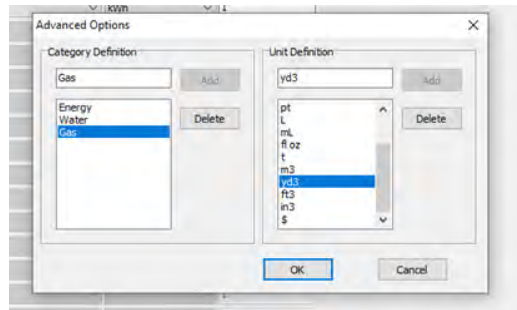 kWh 1
Advanced Options
Category Definition
Gas
Add
Energy
Water
Gas
Delete
Unit Definition
yd3
Add
pt
L
mL
fl oz
t
m3
yd3
ft3
in3
$
Delete
OK
Cancel